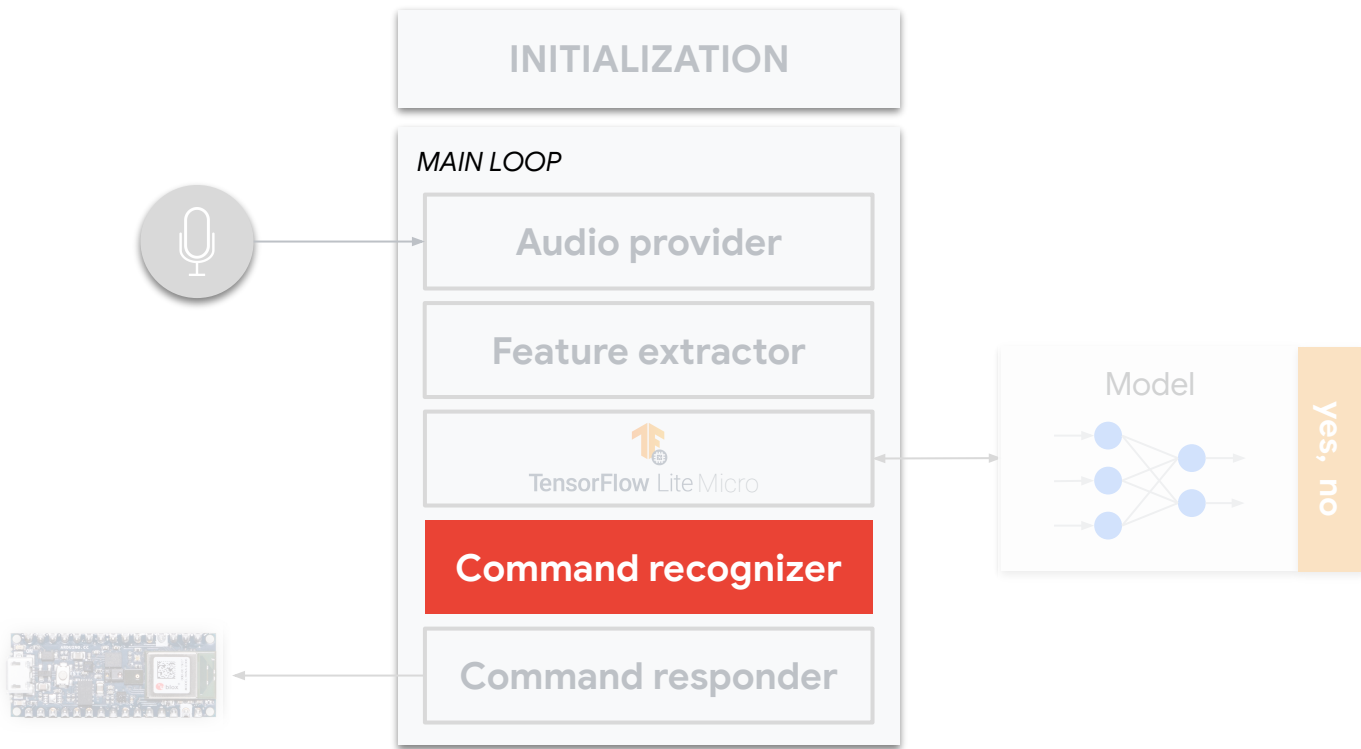 INITIALIZATION
MAIN LOOP
Audio provider
Feature extractor
Model
yes, no
TensorFlow Lite Micro
Command recognizer
Command responder